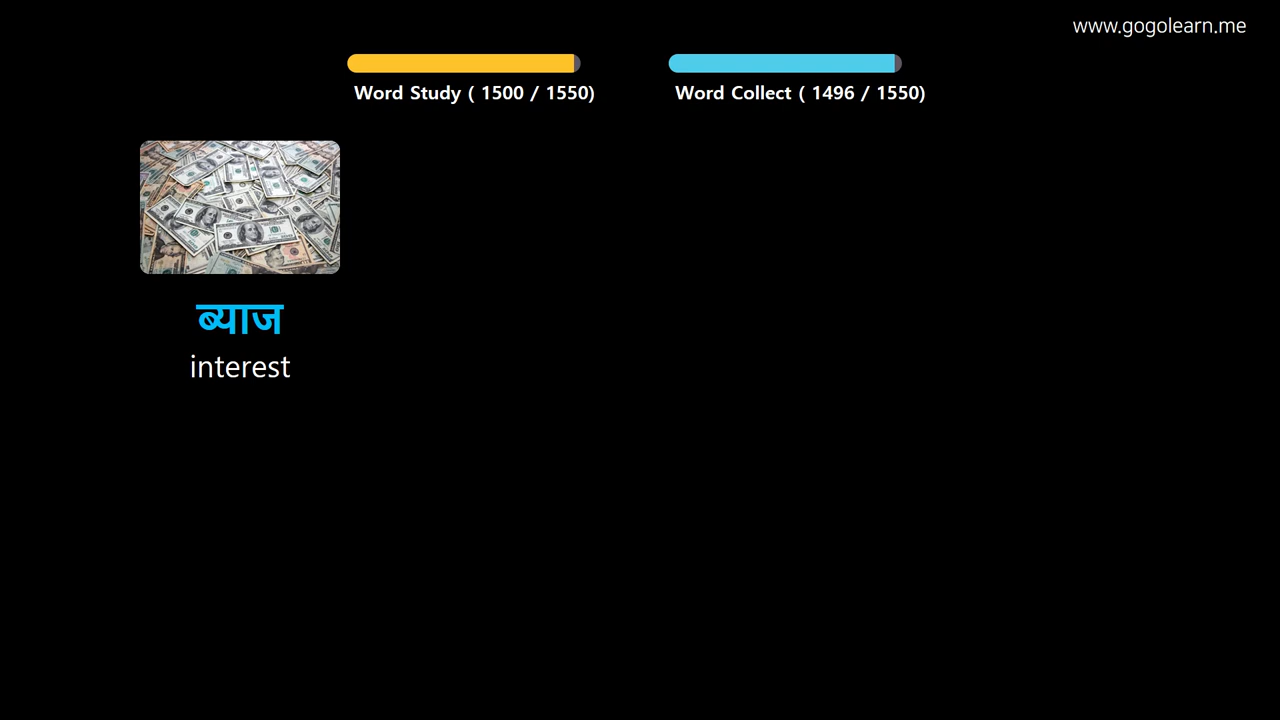 www.gogolearn.me
Word Study ( 1500 / 1550)
Word Collect ( 1496 / 1550)
ब्याज
interest